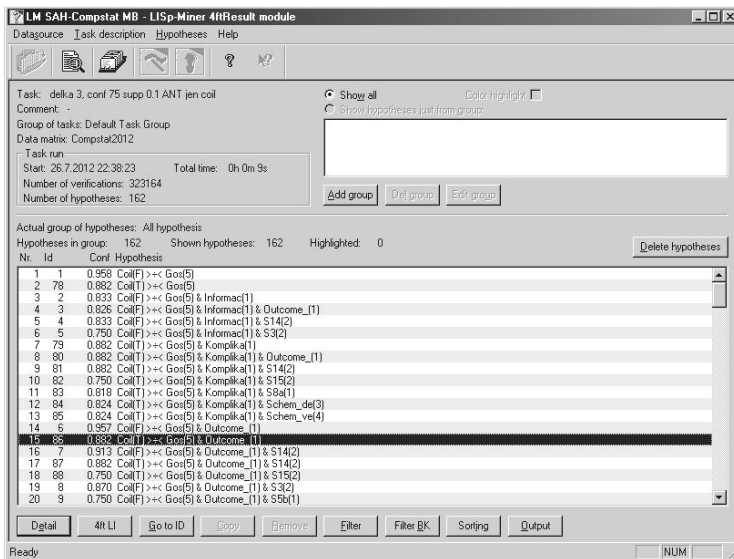 LM SAH-Compstat MB - LISp-Miner 4ftResult module
Datasource Task description Hypotheses Help
Task: delka 3, conf 75 supp 0.1 ANT jen coil
Comment: -
Group of tasks: Default Task Group
Data matrix: Compstat2012
Task run
Start: 26.7.2012 22:38:23 Total time: 0h 0m 9s
Number of verifications: 323164
Number of hypotheses: 162
Show all Color highlight
Show hypotheses just from group:
Add group Del group Edit group
Actual group of hypotheses: All hypothesis
Hypotheses in group: 162 Shown hypotheses: 162 Highlighted: 0
Delete hypotheses
Nr. Id Conf Hypothesis
1 1 0.958 Coil(F) >÷< Gos(5)
2 78 0.882 Coil(T) >÷< Gos(5)
3 2 0.833 Coil(F) >÷< Gos(5) & Informac(1)
4 3 0.826 Coil(F) >÷< Gos(5) & Informac(1) & Outcome_(1)
5 4 0.833 Coil(F) >÷< Gos(5) & Informac(1) & S14(2)
6 5 0.750 Coil(F) >÷< Gos(5) & Informac(1) & S3(2)
7 79 0.882 Coil(T) >÷< Gos(5) & Komplika(1)
8 80 0.882 Coil(T) >÷< Gos(5) & Komplika(1) & Outcome_(1)
9 81 0.882 Coil(T) >÷< Gos(5) & Komplika(1) & S14(2)
10 82 0.750 Coil(T) >÷< Gos(5) & Komplika(1) & S15(2)
11 83 0.818 Coil(T) >÷< Gos(5) & Komplika(1) & S8a(1)
12 84 0.824 Coil(T) >÷< Gos(5) & Komplika(1) & Schem_de(3)
13 85 0.824 Coil(T) >÷< Gos(5) & Komplika(1) & Schem_ve(4)
14 6 0.957 Coil(F) >÷< Gos(5) & Outcome_(1)
15 86 0.882 Coil(T) >÷< Gos(5) & Outcome_(1)
16 7 0.913 Coil(F) >÷< Gos(5) & Outcome_(1) & S14(2)
17 87 0.882 Coil(T) >÷< Gos(5) & Outcome_(1) & S14(2)
18 88 0.750 Coil(T) >÷< Gos(5) & Outcome_(1) & S15(2)
19 8 0.870 Coil(F) >÷< Gos(5) & Outcome_(1) & S3(2)
20 9 0.750 Coil(F) >÷< Gos(5) & Outcome_(1) & S5b(1)
Detail 4ft LI Go to ID Copy Remove Filter Filter BK Sorting Output
Ready NUM